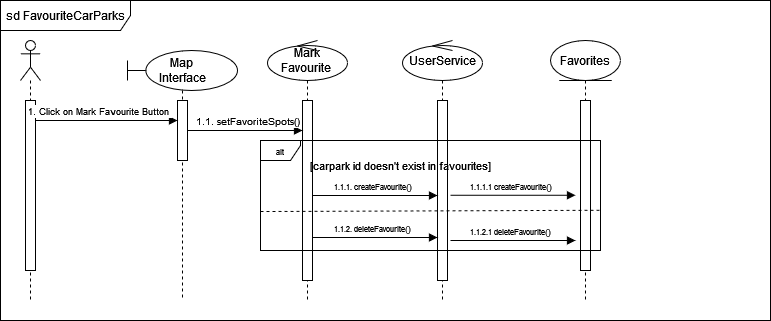 sd FavouriteCarParks
Map
Interface
Mark
Favourite
UserService
Favorites
1. Click on Mark Favourite Button
1.1. setFavoriteSpots()
alt
[carpark id doesn't exist in favourites]
1.1.1. createFavourite()
1.1.1.1 createFavourite()
1.1.2. deleteFavourite()
1.1.2.1 deleteFavourite()